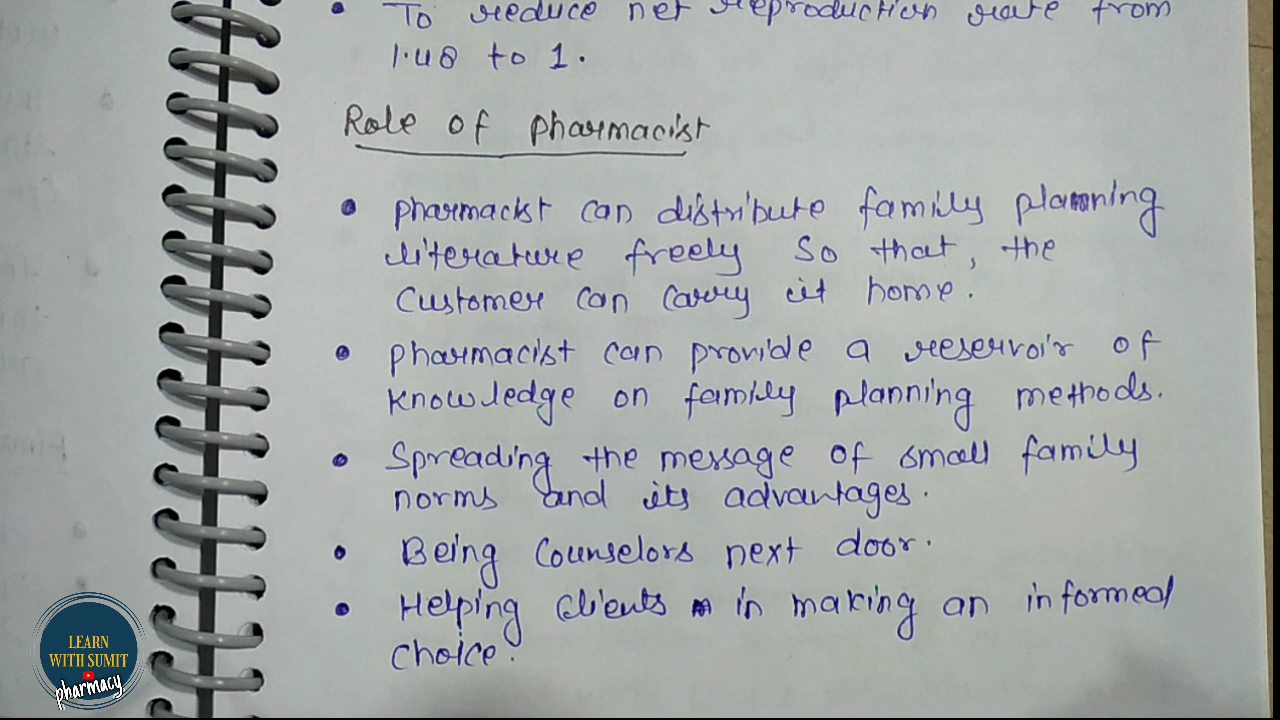 • To reduce net reproduction rate from
1.48 to 1.
Role of pharmacist
• pharmacist can distribute family planning
literature freely so that, the
customer can carry it home.
• pharmacist can provide a reservoir of
knowledge on family planning methods.
• Spreading the message of small family
norms and its advantages.
• Being counselors next door.
• Helping clients in making an informed
choice.
LEARN
WITH SUMIT
pharmacy